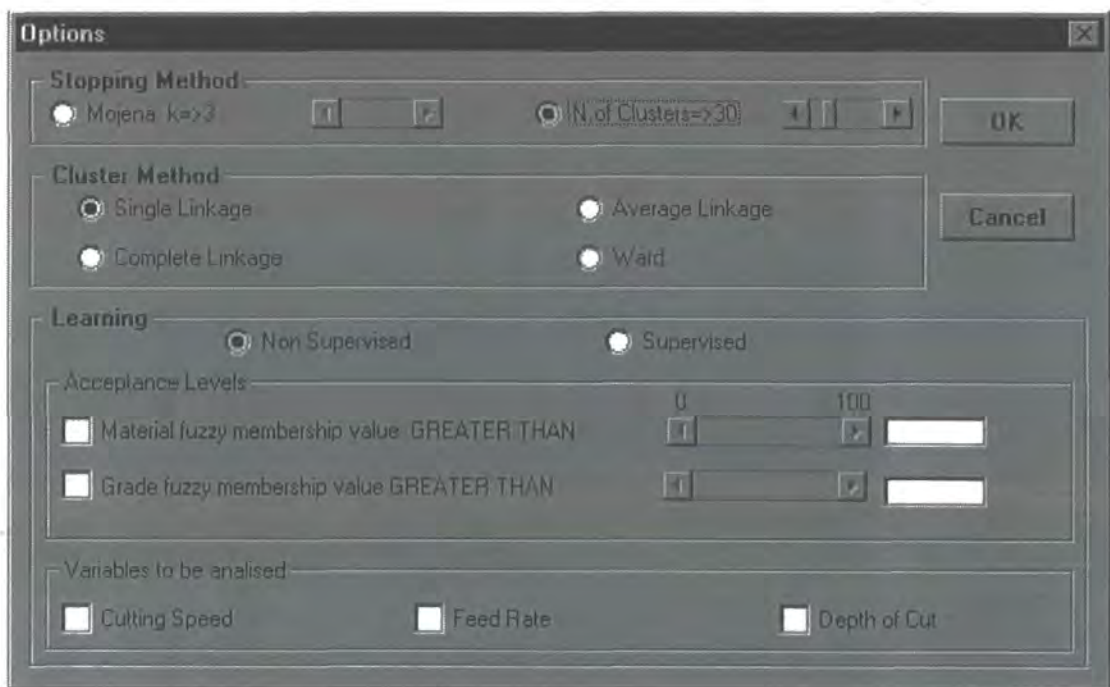 Options
Stopping Method
Mojena k=>3
N.of Clusters=>30
OK
Cluster Method
Single Linkage
Average Linkage
Cancel
Complete Linkage
Ward
Learning
Non Supervised
Supervised
Acceptance Levels
0 100
Material fuzzy membership value GREATER THAN
Grade fuzzy membership value GREATER THAN
Variables to be analised
Cutting Speed
Feed Rate
Depth of Cut